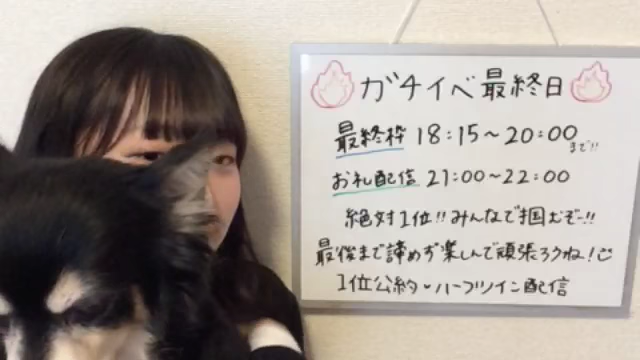 ガチイベ最終日
最終枠 18:15～20:00まで!!
お礼配信 21:00～22:00
絶対1位!!みんなで掴むぞー!!
最後まで諦めず楽しんで頑張ろうね!
1位公約♥ハーフツイン配信